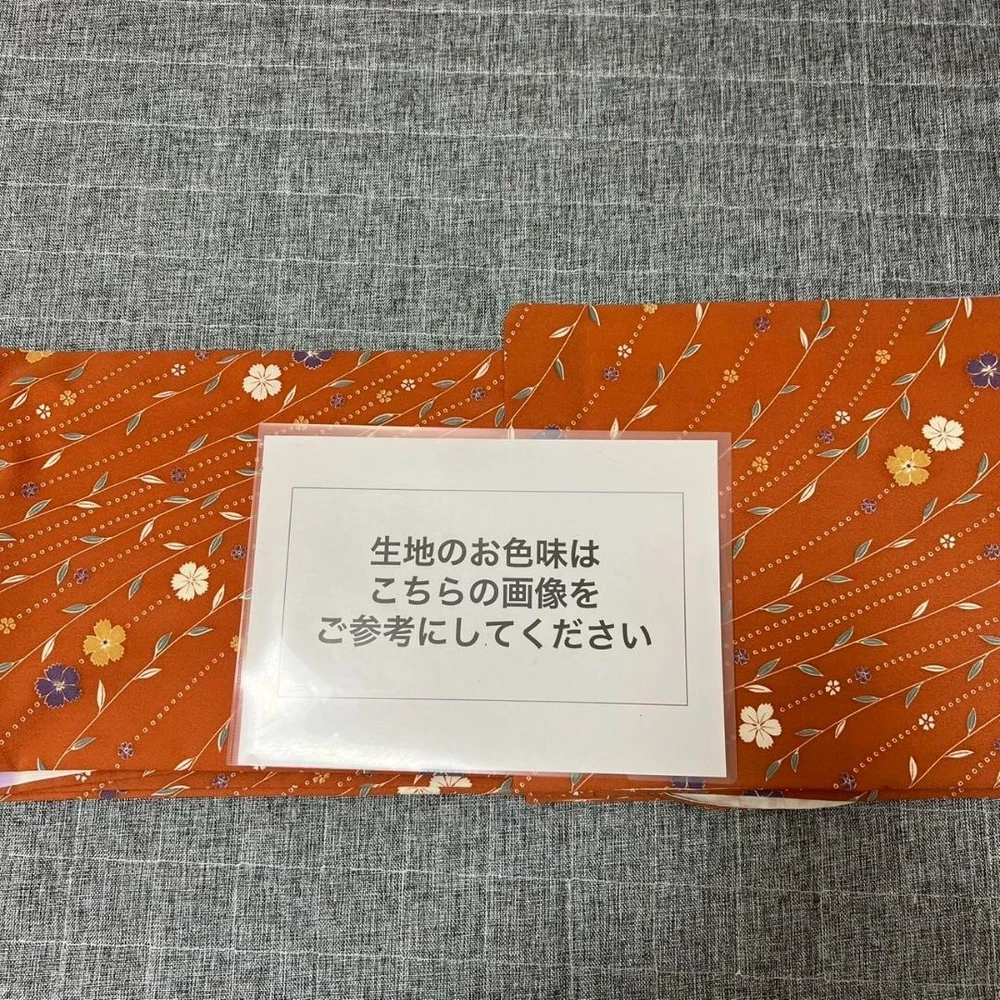 生地のお色味は
こちらの画像を
ご参考にしてください